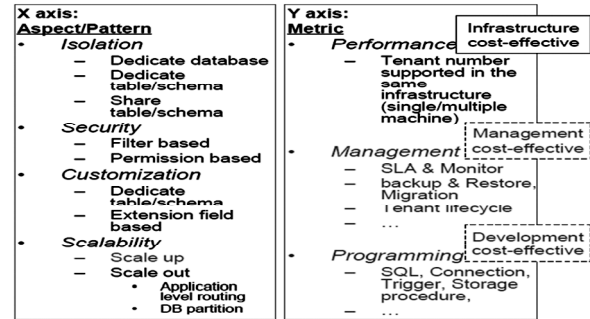 X axis:
Aspect/Pattern
• Isolation
– Dedicate database
– Dedicate
table/schema
– Share
table/schema
• Security
– Filter based
– Permission based
• Customization
– Dedicate
table/schema
– Extension field
based
• Scalability
– Scale up
– Scale out
• Application
level routing
• DB partition
Y axis:
Metric
• Performance
– Tenant number
supported in the
same
infrastructure
(single/multiple
machine)
• Management
– SLA & Monitor
– backup & Restore,
Migration
– Tenant lifecycle
– …
• Programming
– SQL, Connection,
Trigger, Storage
procedure,
– …
Infrastructure
cost-effective
Management
cost-effective
Development
cost-effective